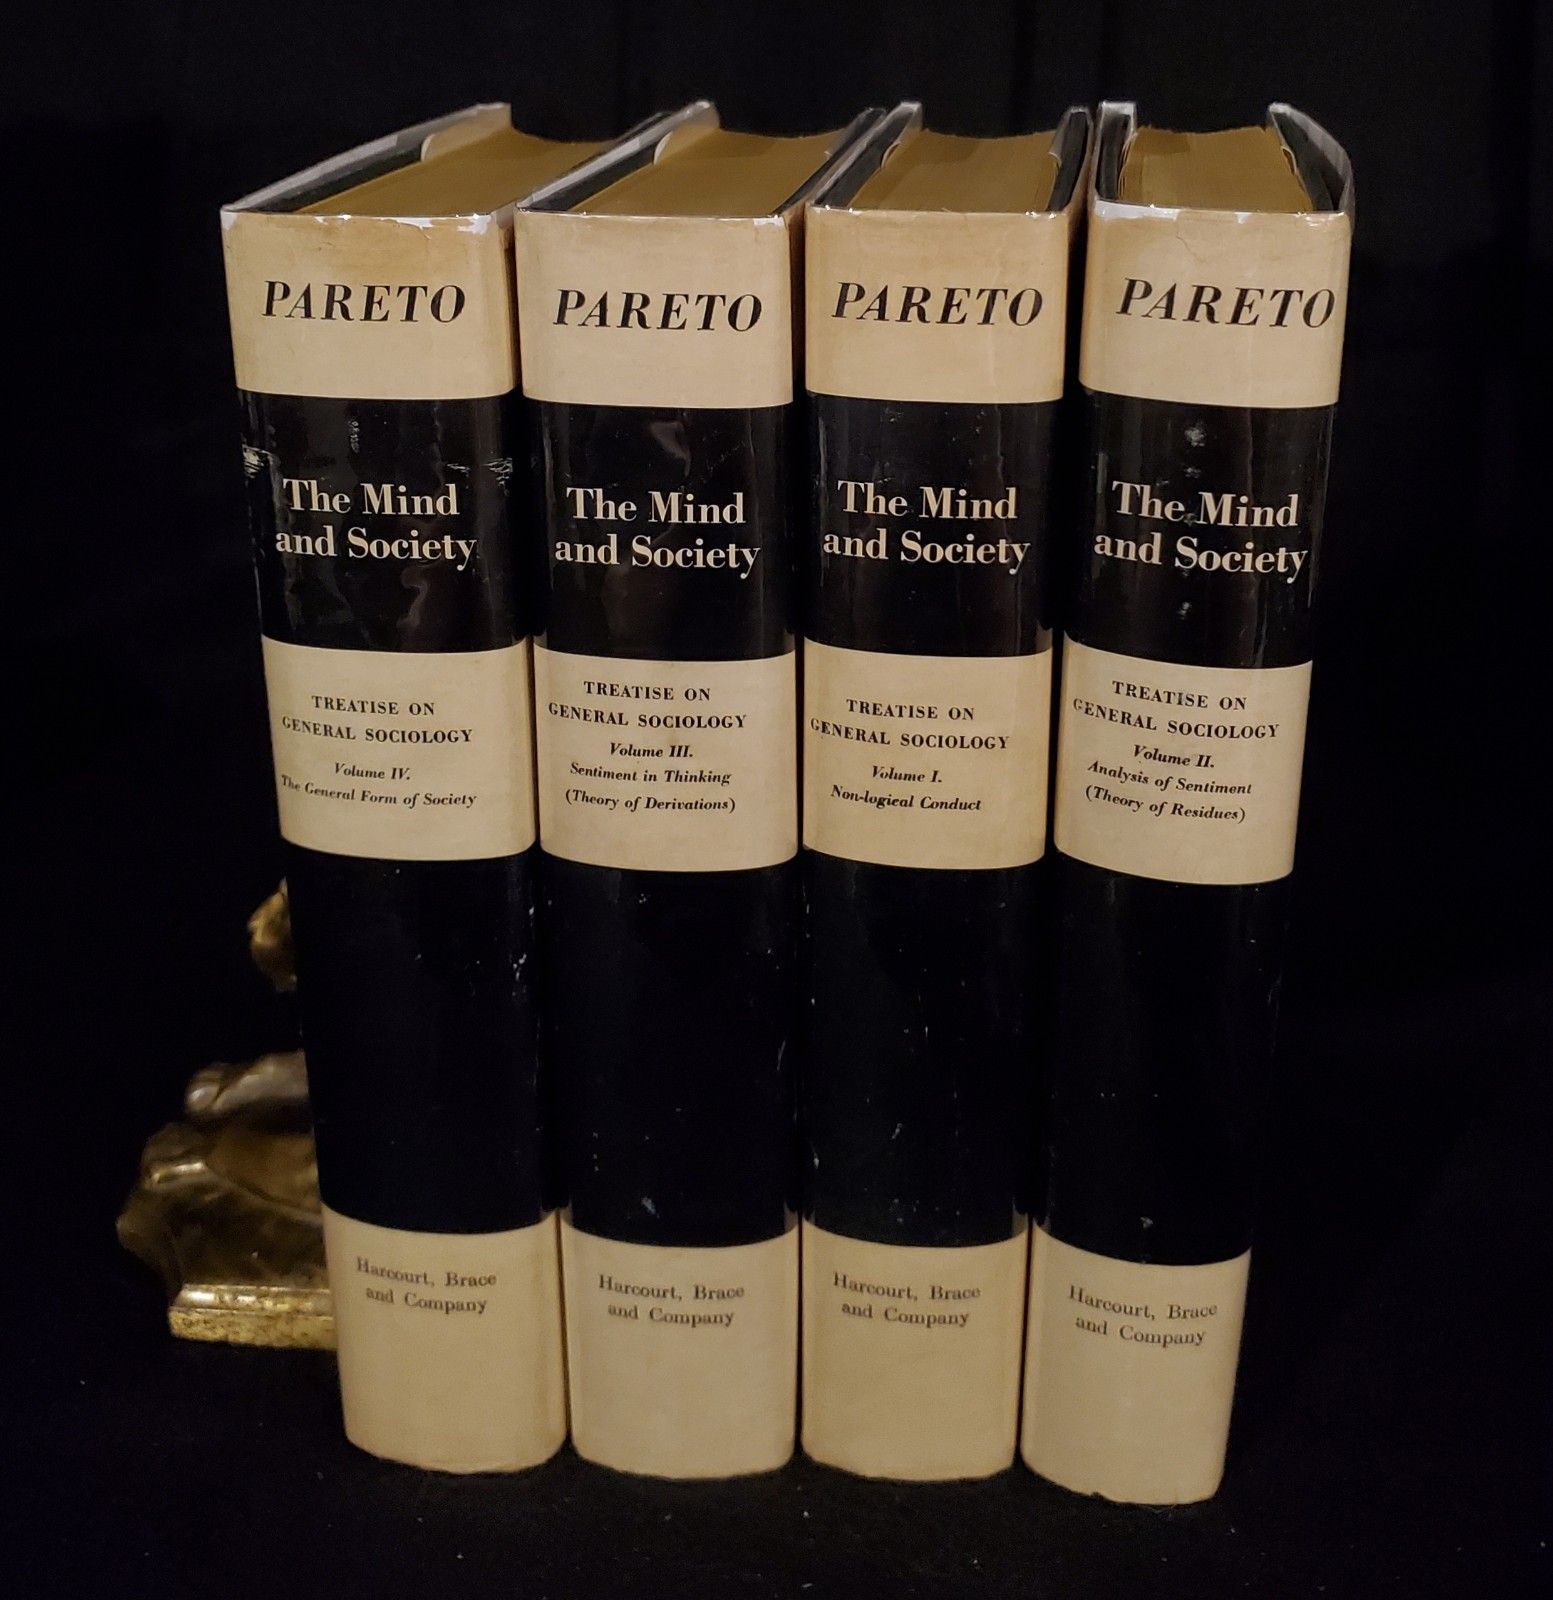 PARETO
The Mind
and Society
TREATISE ON
GENERAL SOCIOLOGY
Volume IV.
The General Form of Society
Harcourt, Brace
and Company
PARETO
The Mind
and Society
TREATISE ON
GENERAL SOCIOLOGY
Volume III.
Sentiment in Thinking
(Theory of Derivations)
Harcourt, Brace
and Company
PARETO
The Mind
and Society
TREATISE ON
GENERAL SOCIOLOGY
Volume I.
Non-logical Conduct
Harcourt, Brace
and Company
PARETO
The Mind
and Society
TREATISE ON
GENERAL SOCIOLOGY
Volume II.
Analysis of Sentiment
(Theory of Residues)
Harcourt, Brace
and Company